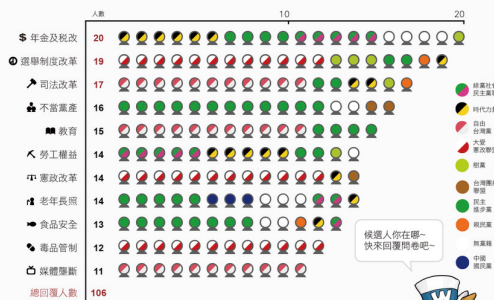 人數
10
20
$ 年金及稅改 20
選舉制度改革 19
司法改革 17
不當黨產 16
教育 15
勞工權益 14
憲政改革 14
老年長照 14
食品安全 13
毒品管制 12
媒體壟斷 11
總回覆人數 106
綠黨社會
民主黨
時代力量
自由
台灣黨
大愛
憲改聯盟
樹黨
台灣團結
聯盟
民主
進步黨
親民黨
無黨籍
中國
國民黨
候選人你在哪~
快來回覆問卷吧~
W